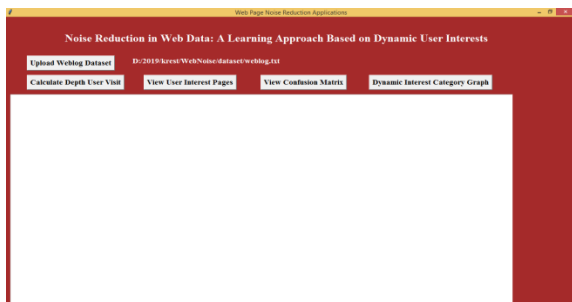 Web Page Noise Reduction Applications
Noise Reduction in Web Data: A Learning Approach Based on Dynamic User Interests
Upload Weblog Dataset D:/2019/krest/WebNoise/dataset/weblog.txt
Calculate Depth User Visit View User Interest Pages View Confusion Matrix Dynamic Interest Category Graph